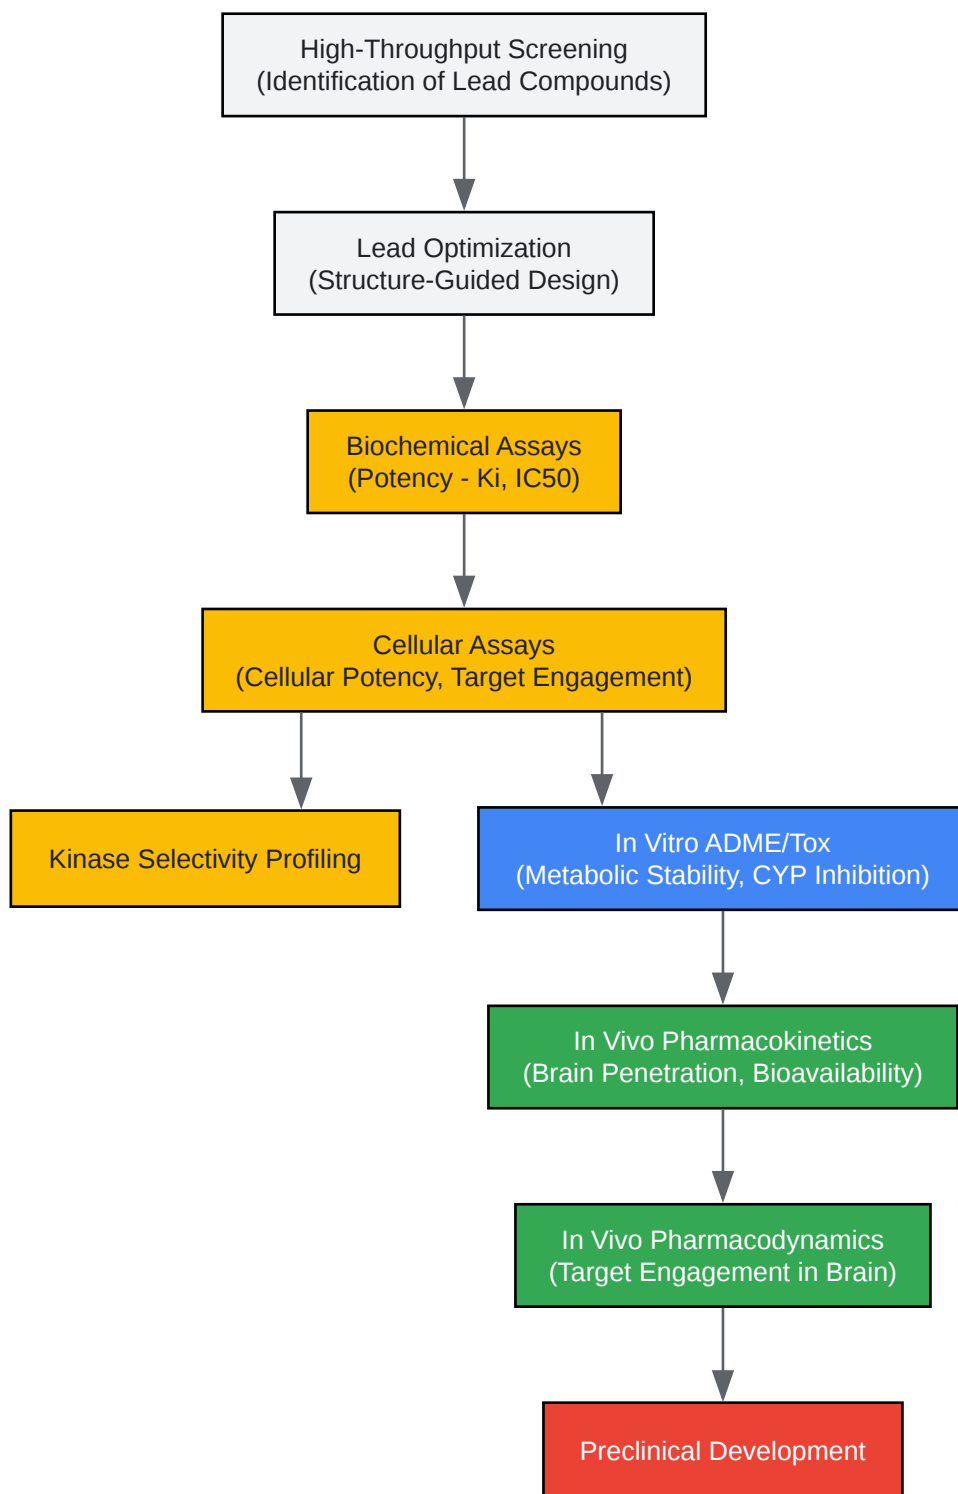 High-Throughput Screening
(Identification of Lead Compounds)
Lead Optimization
(Structure-Guided Design)
Biochemical Assays
(Potency - Ki, IC50)
Cellular Assays
(Cellular Potency, Target Engagement)
Kinase Selectivity Profiling
In Vitro ADME/Tox
(Metabolic Stability, CYP Inhibition)
In Vivo Pharmacokinetics
(Brain Penetration, Bioavailability)
In Vivo Pharmacodynamics
(Target Engagement in Brain)
Preclinical Development